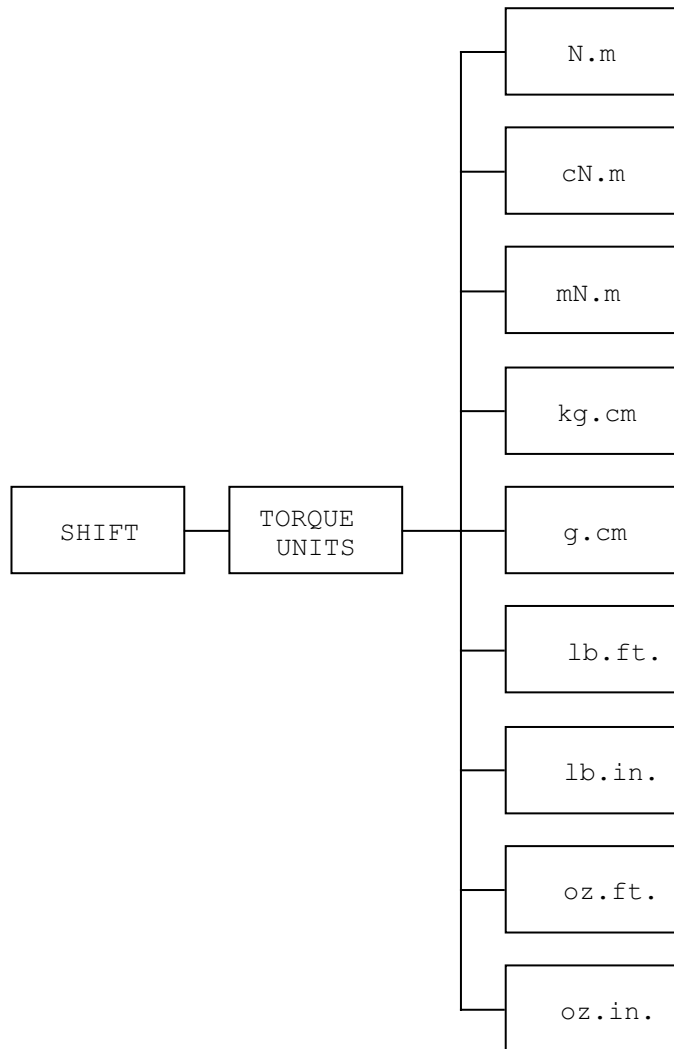 N.m
cN.m
mN.m
kg.cm
SHIFT
TORQUE
UNITS
g.cm
lb.ft.
lb.in.
oz.ft.
oz.in.